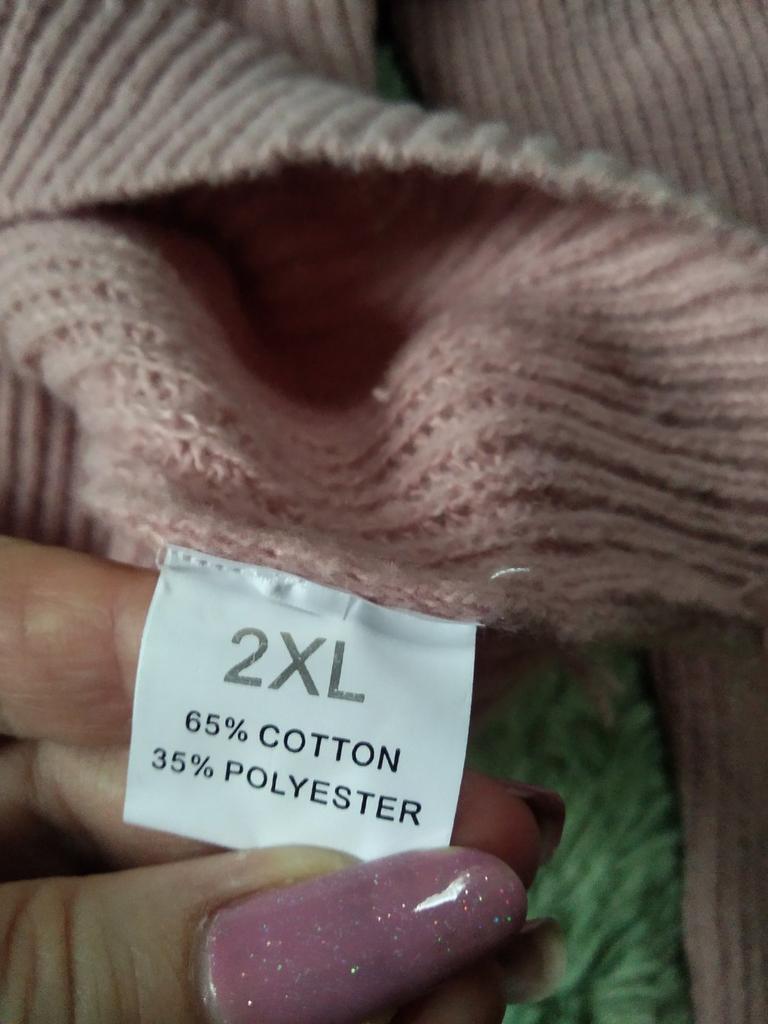 2XL
65% COTTON
35% POLYESTER